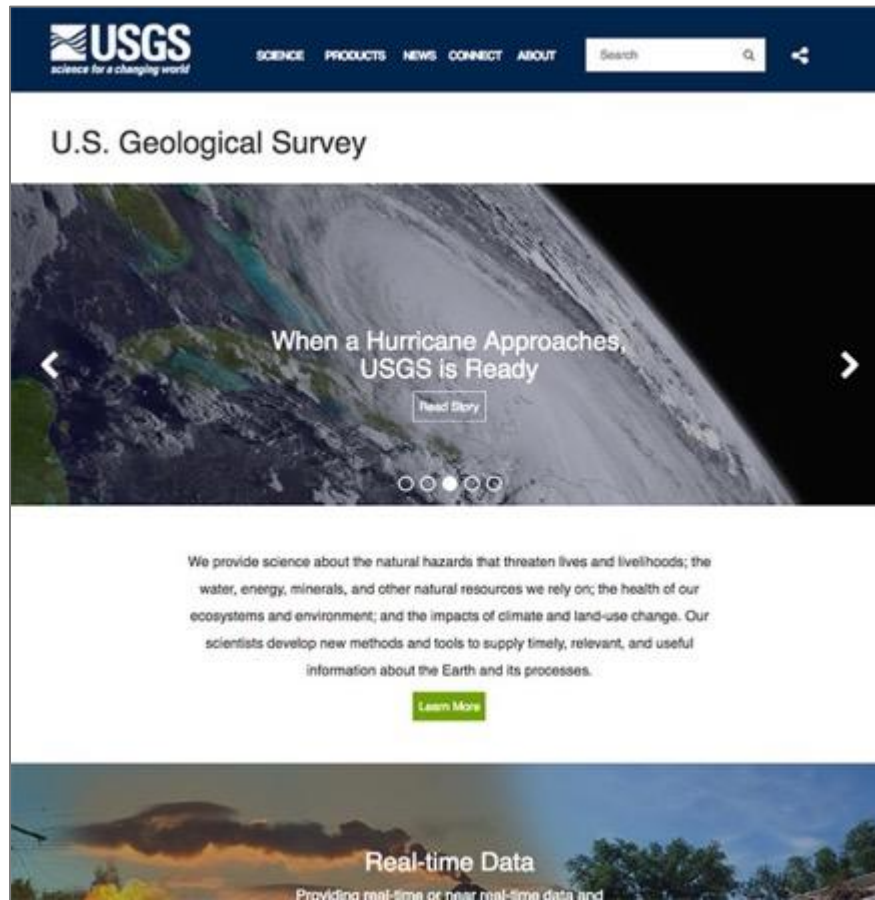 USGS
science for a changing world
SCIENCE PRODUCTS NEWS CONNECT ABOUT
Search
U.S. Geological Survey
When a Hurricane Approaches,
USGS is Ready
Read Story
We provide science about the natural hazards that threaten lives and livelihoods; the
water, energy, minerals, and other natural resources we rely on; the health of our
ecosystems and environment; and the impacts of climate and land-use change. Our
scientists develop new methods and tools to supply timely, relevant, and useful
information about the Earth and its processes.
Learn More
Real-time Data
Providing real-time or near real-time data and